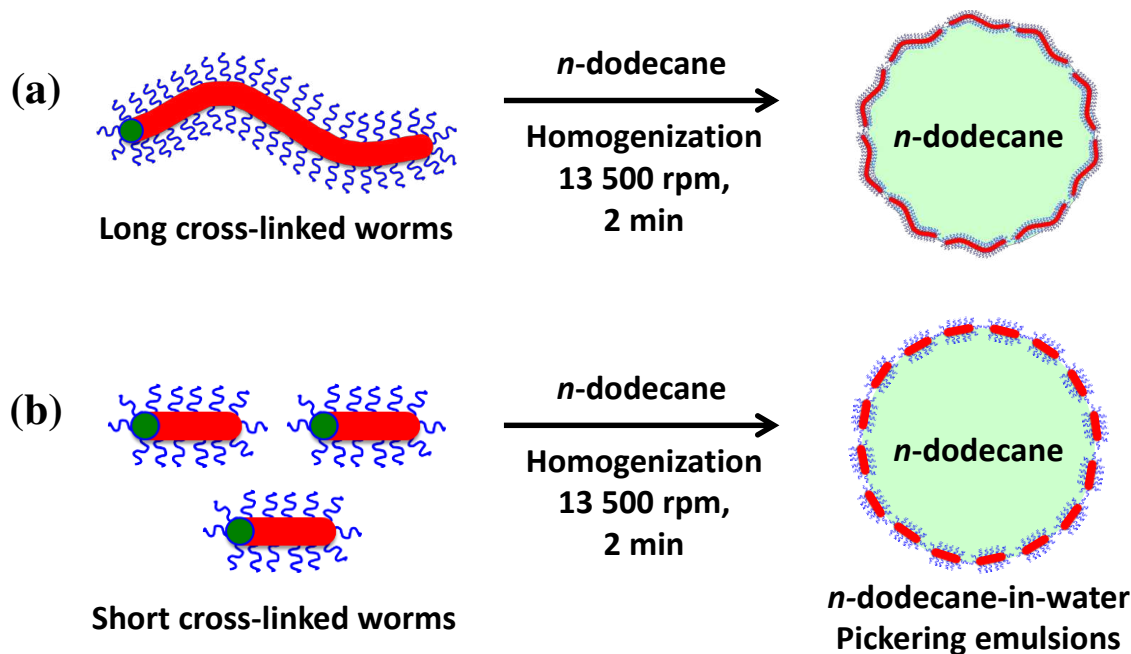 (a)
n-dodecane
Homogenization
13 500 rpm,
2 min
n-dodecane
Long cross-linked worms
(b)
n-dodecane
Homogenization
13 500 rpm,
2 min
n-dodecane
Short cross-linked worms
n-dodecane-in-water
Pickering emulsions